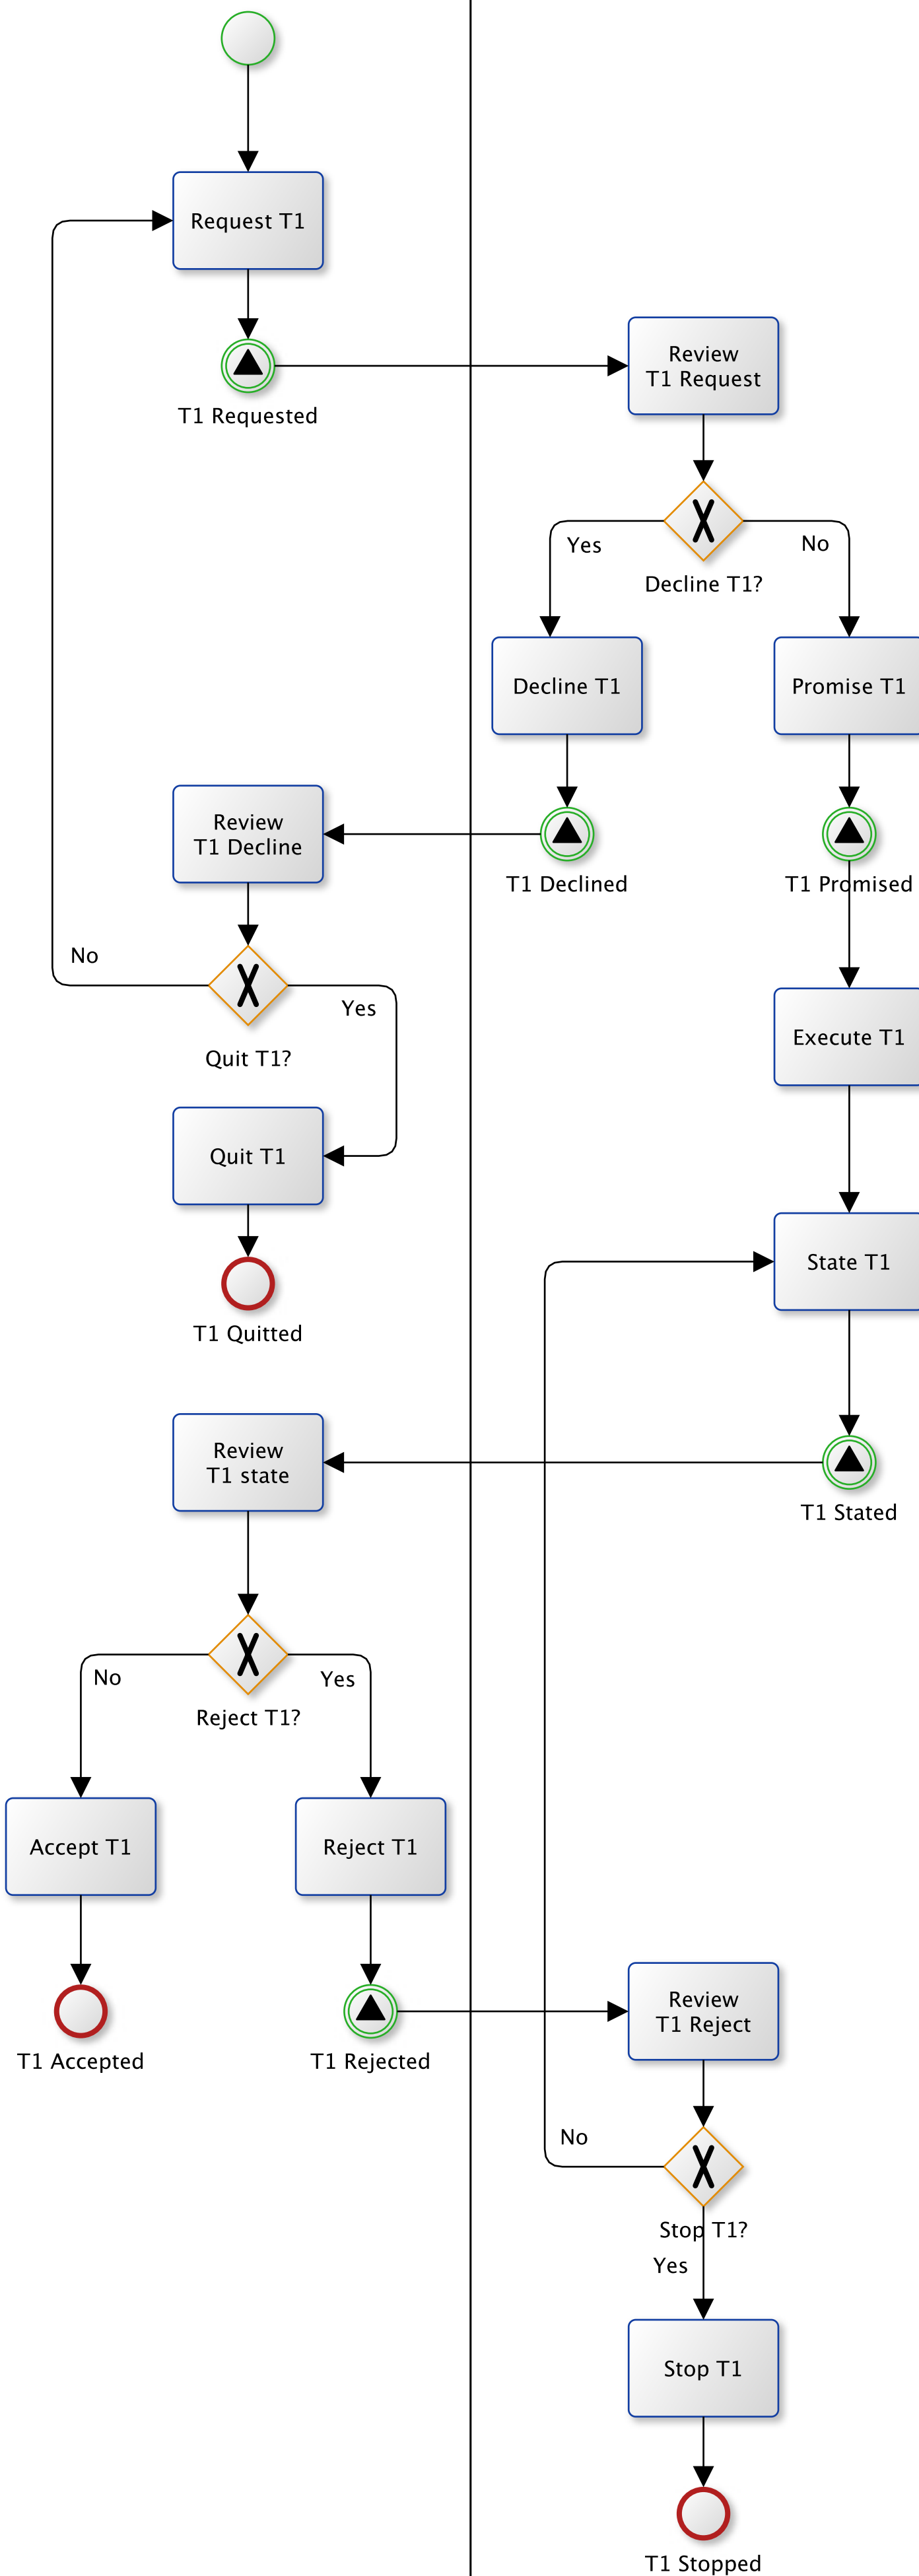 Request T1
T1 Requested
Review
T1 Request
Decline T1?
Yes
No
Decline T1
Promise T1
Review
T1 Decline
T1 Declined
T1 Promised
No
Yes
Quit T1?
Execute T1
Quit T1
T1 Quitted
State T1
Review
T1 state
T1 Stated
Reject T1?
No
Yes
Accept T1
Reject T1
T1 Accepted
T1 Rejected
Review
T1 Reject
No
Stop T1?
Yes
Stop T1
T1 Stopped